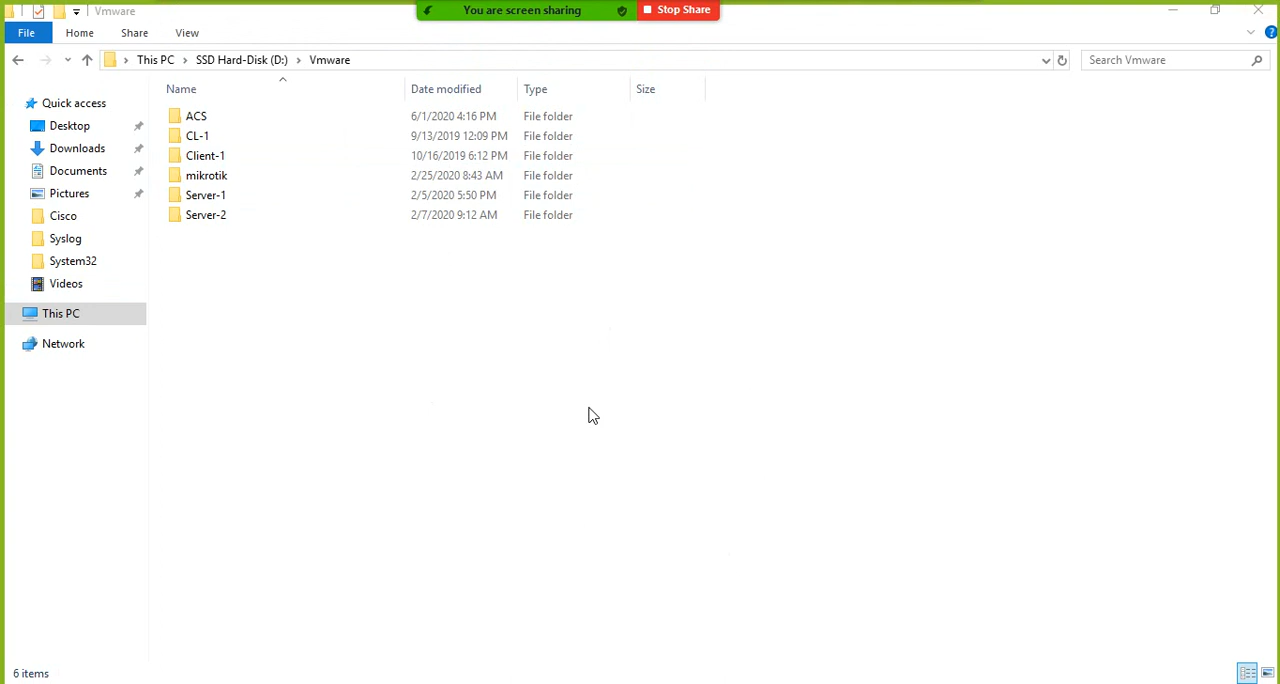 Vmware
You are screen sharing
Stop Share
File Home Share View
This PC SSD Hard-Disk (D:) Vmware
Search Vmware
Name Date modified Type Size
Quick access
Desktop
Downloads
Documents
Pictures
Cisco
Syslog
System32
Videos
This PC
Network
ACS 6/1/2020 4:16 PM File folder
CL-1 9/13/2019 12:09 PM File folder
Client-1 10/16/2019 6:12 PM File folder
mikrotik 2/25/2020 8:43 AM File folder
Server-1 2/5/2020 5:50 PM File folder
Server-2 2/7/2020 9:12 AM File folder
6 items